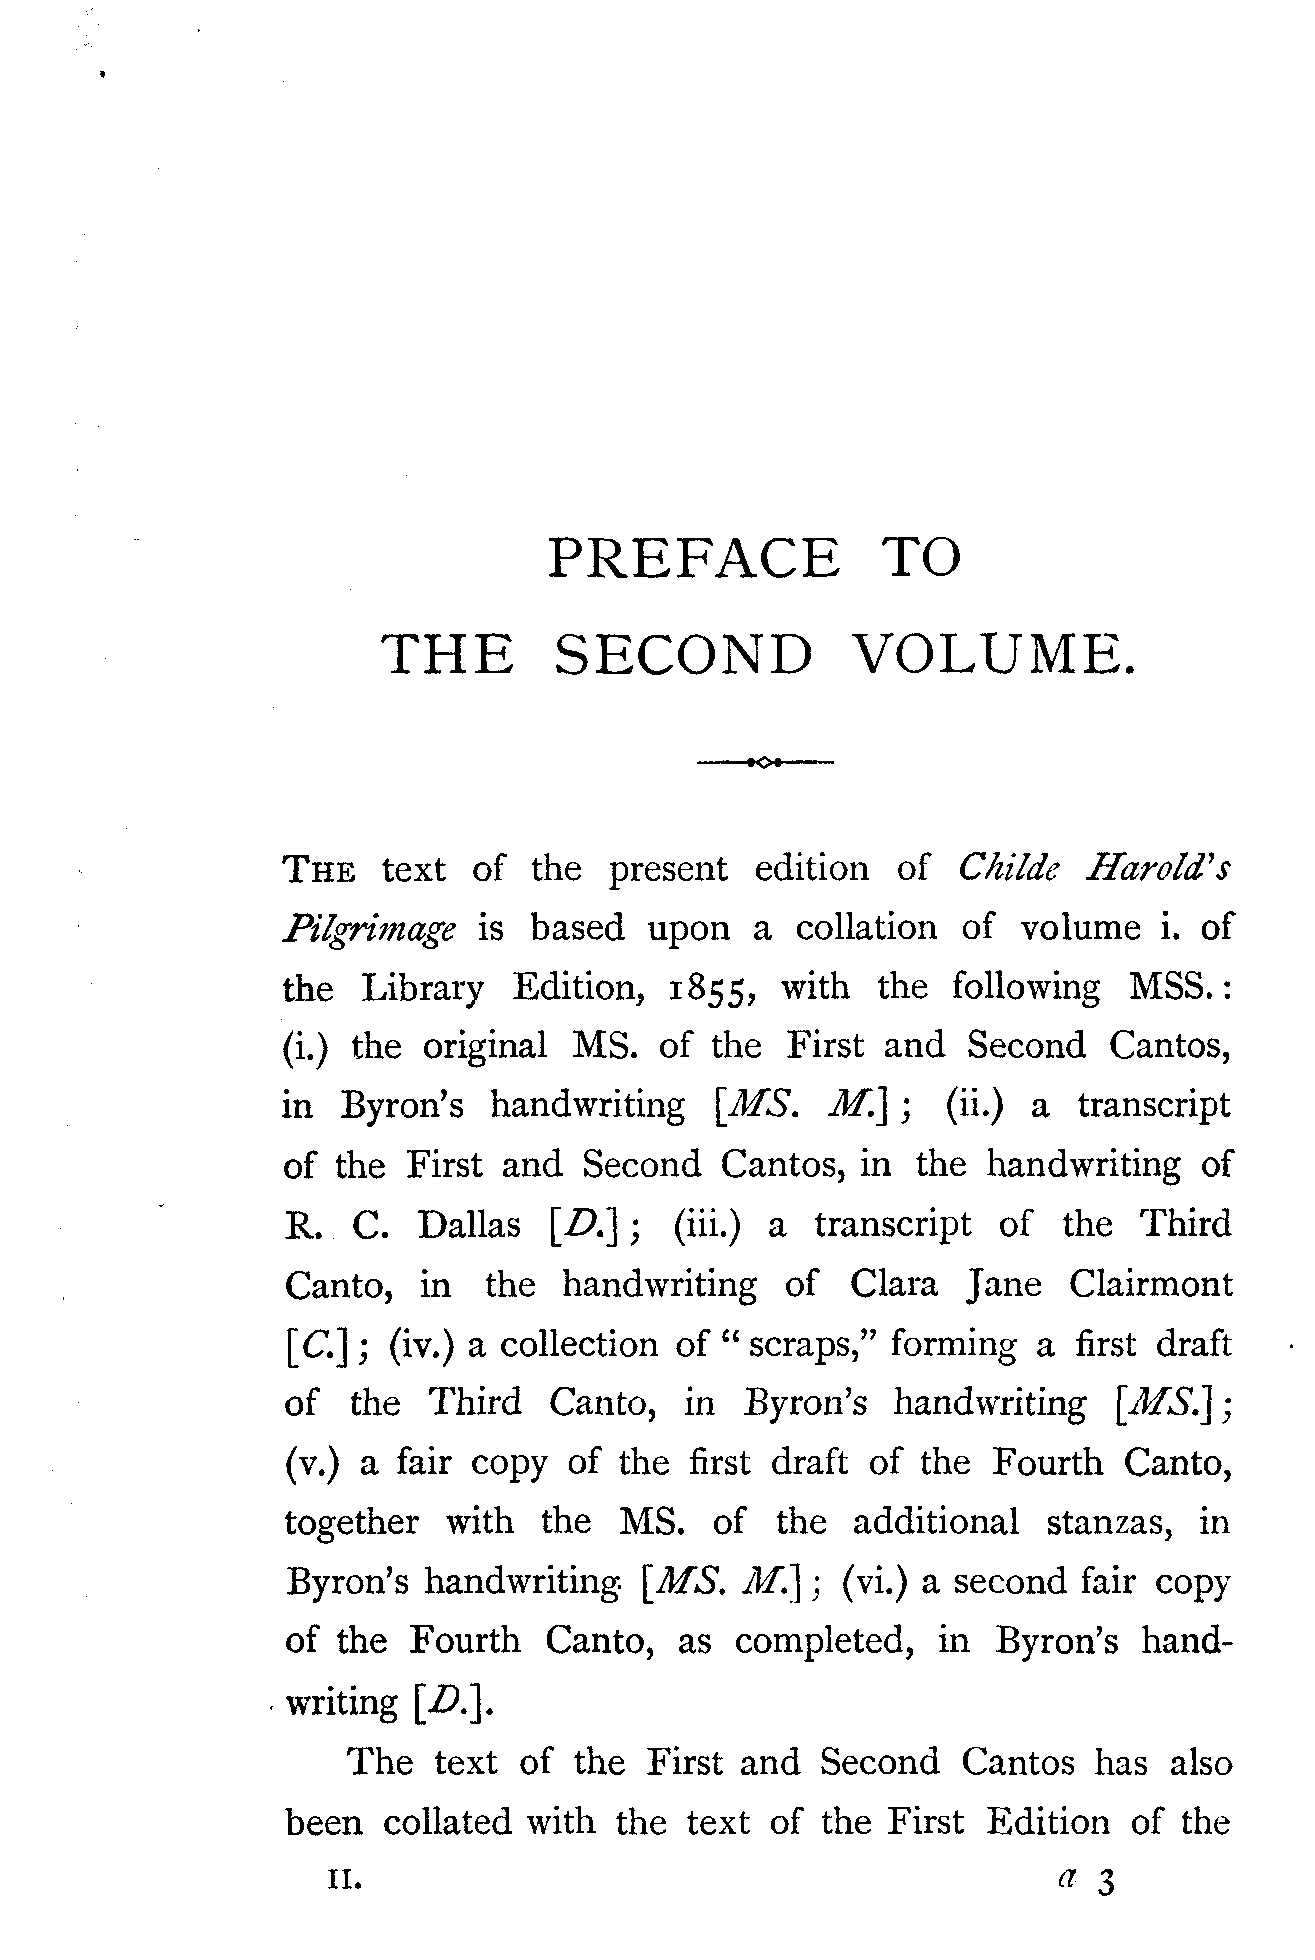 PREFACE TO
THE SECOND VOLUME.
THE text of the present edition of Childe Harold's
Pilgrimage is based upon a collation of volume i. of
the Library Edition, 1855, with the following MSS.:
(i.) the original MS. of the First and Second Cantos,
in Byron's handwriting [MS. M.]; (ii.) a transcript
of the First and Second Cantos, in the handwriting of
R. C. Dallas [D.]; (iii.) a transcript of the Third
Canto, in the handwriting of Clara Jane Clairmont
[C.]; (iv.) a collection of “scraps,” forming a first draft
of the Third Canto, in Byron's handwriting [MS.];
(v.) a fair copy of the first draft of the Fourth Canto,
together with the MS. of the additional stanzas, in
Byron's handwriting [MS. M.]; (vi.) a second fair copy
of the Fourth Canto, as completed, in Byron's hand-
writing [D.].
The text of the First and Second Cantos has also
been collated with the text of the First Edition of the
II. a 3